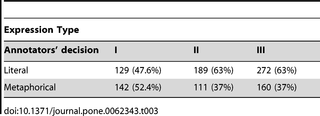 Expression Type
Annotators' decision I II III
Literal 129 (47.6%) 189 (63%) 272 (63%)
Metaphorical 142 (52.4%) 111 (37%) 160 (37%)
doi:10.1371/journal.pone.0062343.t003